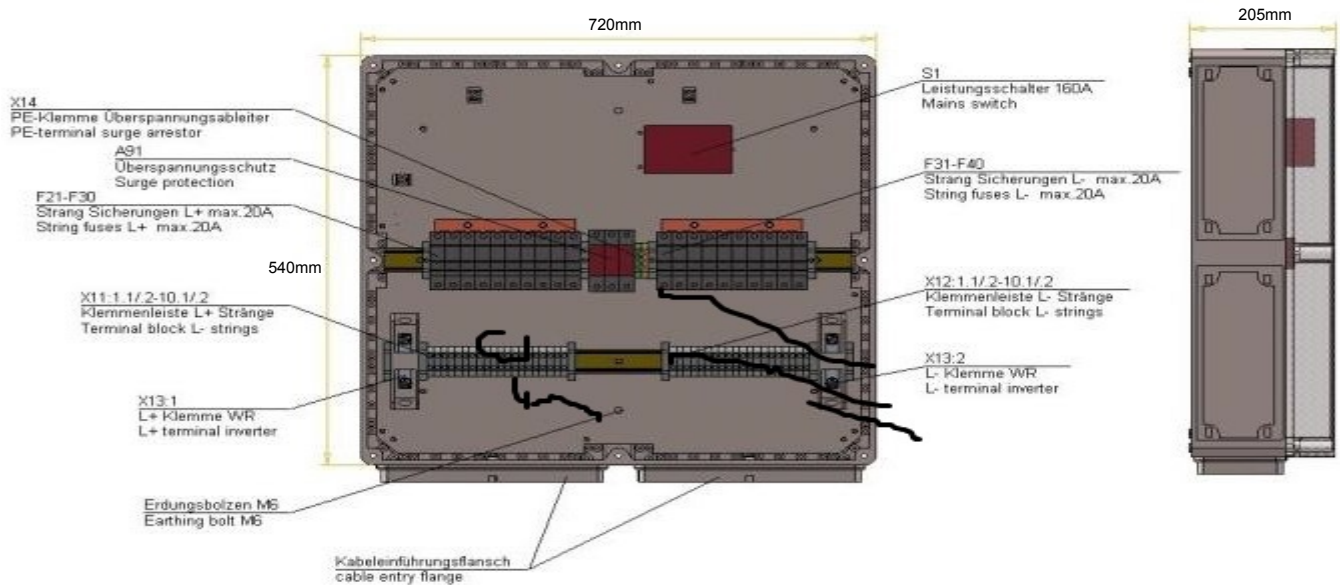 720mm
205mm
540mm
X14
PE-Klemme Überspannungsableiter
PE-terminal surge arrestor
A91
Überspannungsschutz
Surge protection
F21-F30
Strang Sicherungen L+ max.20A
String fuses L+ max.20A
X11:1.1/.2-10.1/.2
Klemmenleiste L+ Stränge
Terminal block L- strings
X13:1
L+ Klemme WR
L+ terminal inverter
Erdungsbolzen M6
Earthing bolt M6
Kabeleinführungsflansch
cable entry flange
S1
Leistungsschalter 160A
Mains switch
F31-F40
Strang Sicherungen L- max.20A
String fuses L- max.20A
X12:1.1/.2-10.1/.2
Klemmenleiste L- Stränge
Terminal block L- strings
X13:2
L- Klemme WR
L- terminal inverter